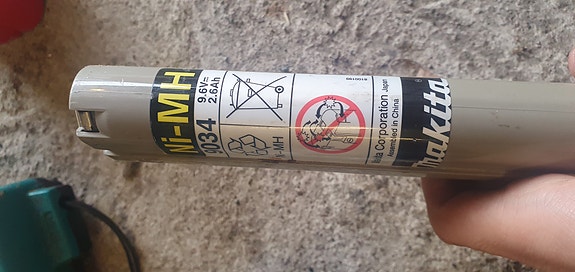 Ni-MH
9034
9.6V⎓
2.6Ah
Ni-MH
Makita Corporation Japan
Assembled in China
makita